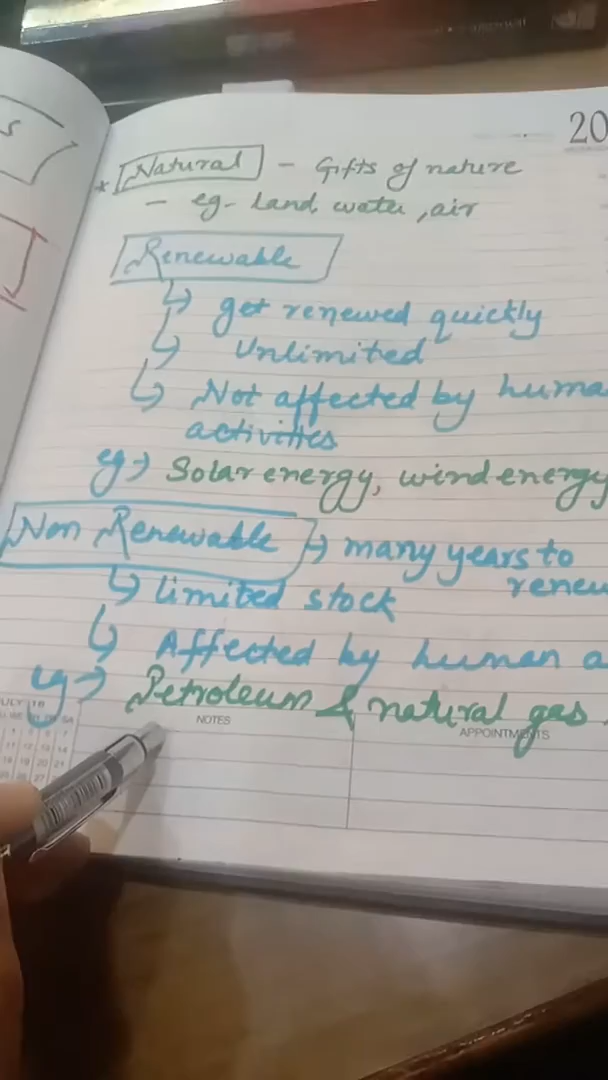 s
20
* Natural - Gifts of nature
- eg- land water, air
Renewable
↳ get renewed quickly
↳ Unlimited
↳ Not affected by huma
activities
eg → Solar energy, wind energy
Non Renewable → many years to
renew
↳ limited stock
↳ Affected by human a
eg → Petroleum & natural gas
JULY 18
NOTES
APPOINTMENTS